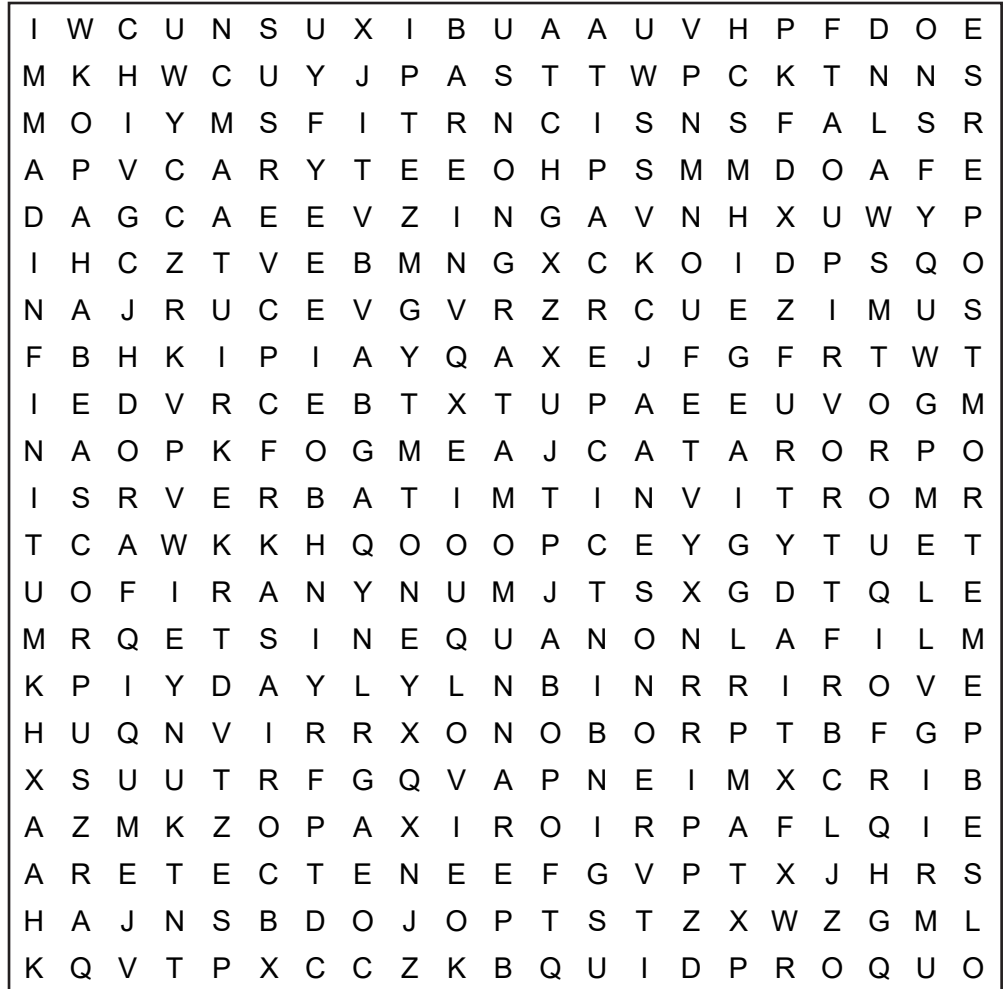 I W C U N S U X I B U A A U V H P F D O E
M K H W C U Y J P A S T T W P C K T N N S
M O I Y M S F I T R N C I S N S F A L S R
A P V C A R Y T E E O H P S M M D O A F E
D A G C A E E V Z I N G A V N H X U W Y P
I H C Z T V E B M N G X C K O I D P S Q O
N A J R U C E V G V R Z R C U E Z I M U S
F B H K I P I A Y Q A X E J F G F R T W T
I E D V R C E B T X T U P A E E U V O G M
N A O P K F O G M E A J C A T A R O R P O
I S R V E R B A T I M T I N V I T R O M R
T C A W K K H Q O O O P C E Y G Y T U E T
U O F I R A N Y N U M J T S X G D T Q L E
M R Q E T S I N E Q U A N O N L A F I L M
K P I Y D A Y L Y L N B I N R R I R O V E
H U Q N V I R R X O N O B O R P T B F G P
X S U U T R F G Q V A P N E I M X C R I B
A Z M K Z O P A X I R O I R P A F L Q I E
A R E T E C T E N E E F G V P T X J H R S
H A J N S B D O J O P T S T Z X W Z G M L
K Q V T P X C C Z K B Q U I D P R O Q U O